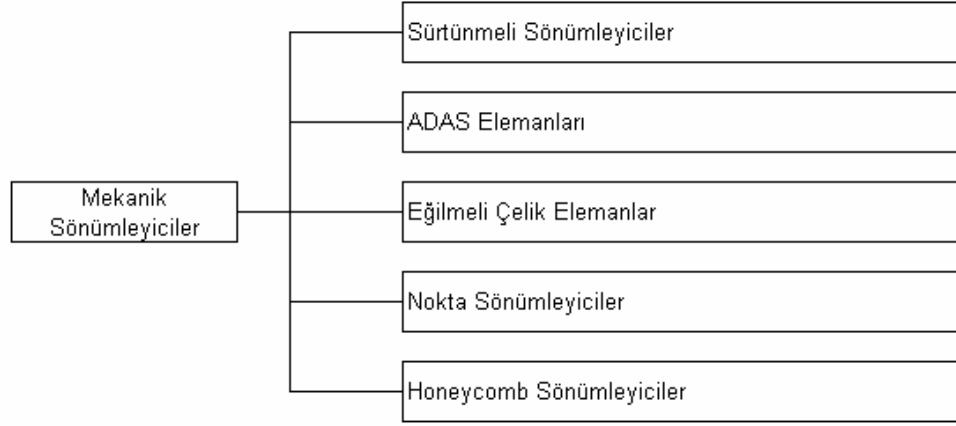 Sürtünmeli Sönümleyiciler
ADAS Elemanları
Mekanik
Sönümleyiciler
Eğilmeli Çelik Elemanlar
Nokta Sönümleyiciler
Honeycomb Sönümleyiciler